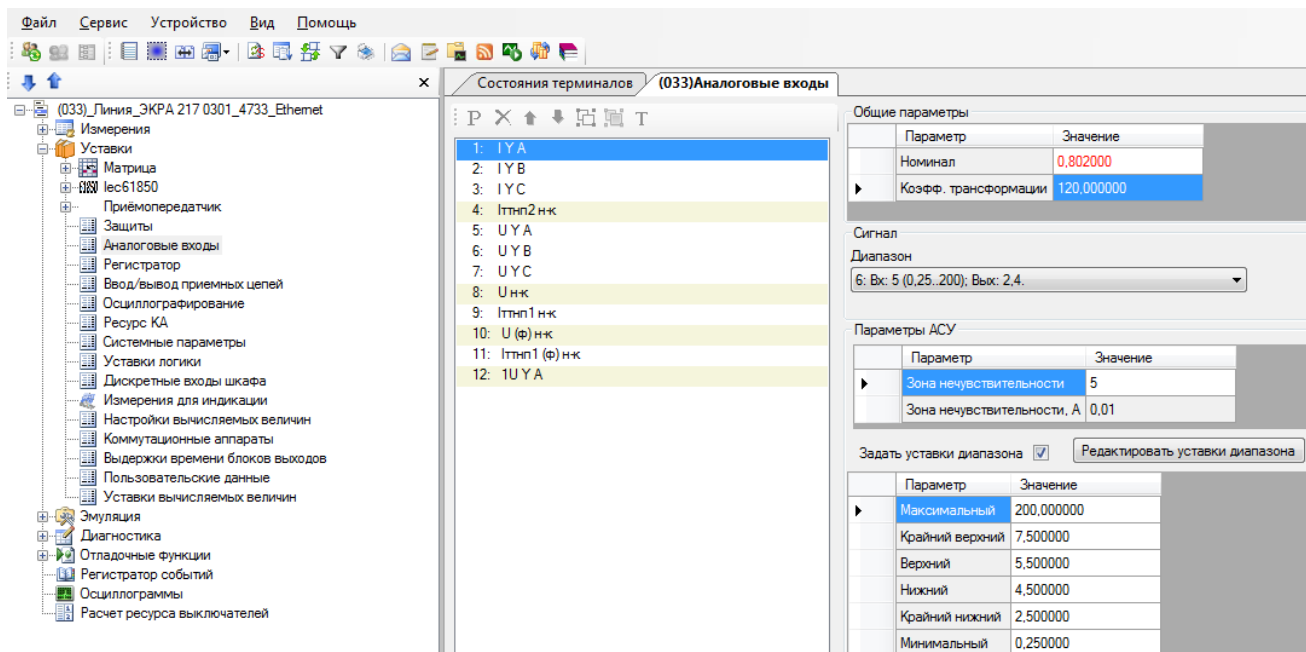 Файл Сервис Устройство Вид Помощь
(033)_Линия_ЭКРА 217 0301_4733_Ethernet
Измерения
Уставки
Матрица
Iec61850
Приёмопередатчик
Защиты
Аналоговые входы
Регистратор
Ввод/вывод приемных цепей
Осциллографирование
Ресурс КА
Системные параметры
Уставки логики
Дискретные входы шкафа
Измерения для индикации
Настройки вычисляемых величин
Коммутационные аппараты
Выдержки времени блоков выходов
Пользовательские данные
Уставки вычисляемых величин
Эмуляция
Диагностика
Отладочные функции
Регистратор событий
Осциллограммы
Расчет ресурса выключателей
Состояния терминалов (033)Аналоговые входы
P T
1: I Y A
2: I Y B
3: I Y C
4: Iттнп2 н-к
5: U Y A
6: U Y B
7: U Y C
8: U н-к
9: Iттнп1 н-к
10: U (ф) н-к
11: Iттнп1 (ф) н-к
12: 1U Y A
Общие параметры
Параметр Значение
Номинал 0,802000
Коэфф. трансформации 120,000000
Сигнал
Диапазон
6: Вх: 5 (0,25..200); Вых: 2,4.
Параметры АСУ
Параметр Значение
Зона нечувствительности 5
Зона нечувствительности, А 0,01
Задать уставки диапазона Редактировать уставки диапазона
Параметр Значение
Максимальный 200,000000
Крайний верхний 7,500000
Верхний 5,500000
Нижний 4,500000
Крайний нижний 2,500000
Минимальный 0,250000